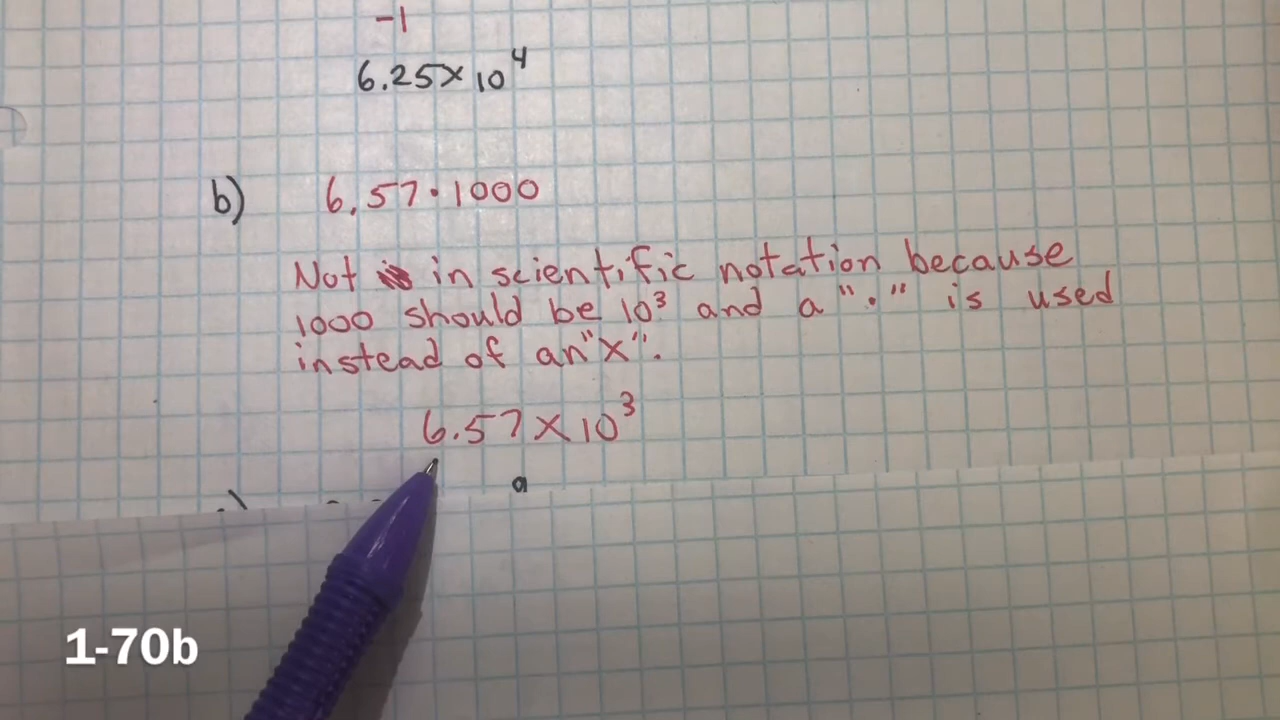 -1
6.25×10⁴
b) 6.57·1000
Not in scientific notation because
1000 should be 10³ and a "·" is used
instead of an "X".
6.57×10³
1-70b